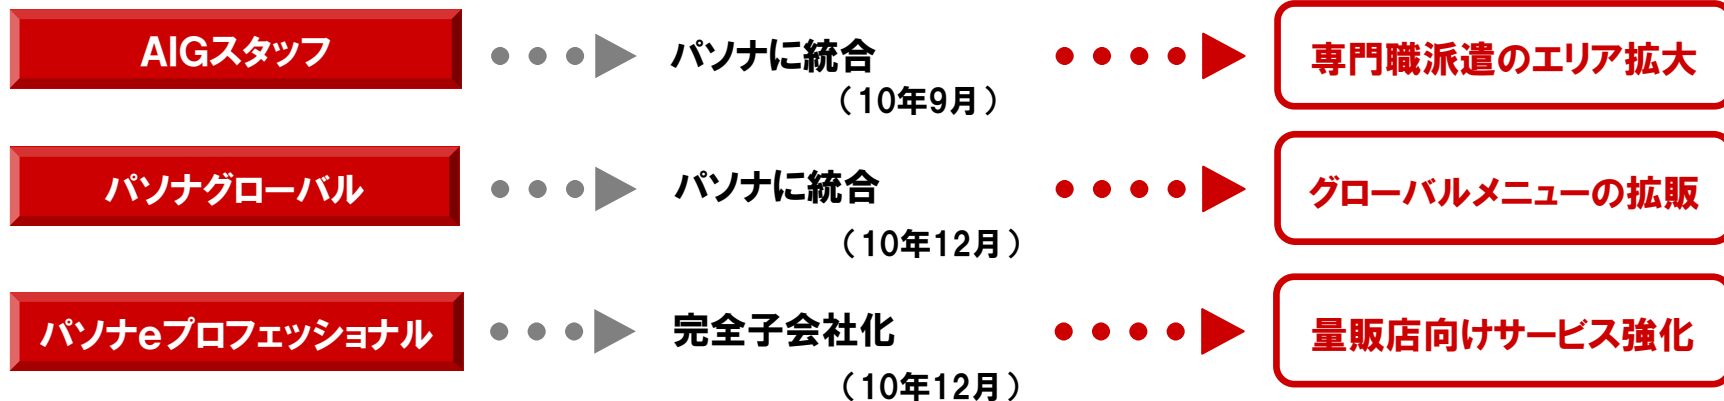 AIGスタッフ
パソナに統合
（10年9月）
専門職派遣のエリア拡大
パソナグローバル
パソナに統合
（10年12月）
グローバルメニューの拡販
パソナeプロフェッショナル
完全子会社化
（10年12月）
量販店向けサービス強化